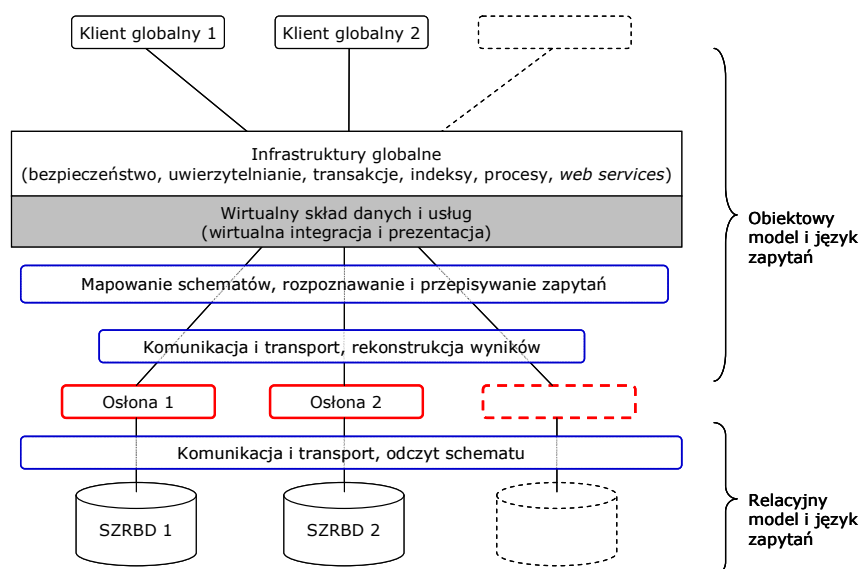 Klient globalny 1
Klient globalny 2
Infrastruktury globalne
(bezpieczeństwo, uwierzytelnianie, transakcje, indeksy, procesy, web services)
Wirtualny skład danych i usług
(wirtualna integracja i prezentacja)
Obiektowy
model i język
zapytań
Mapowanie schematów, rozpoznawanie i przepisywanie zapytań
Komunikacja i transport, rekonstrukcja wyników
Osłona 1
Osłona 2
Komunikacja i transport, odczyt schematu
SZRBD 1
SZRBD 2
Relacyjny
model i język
zapytań